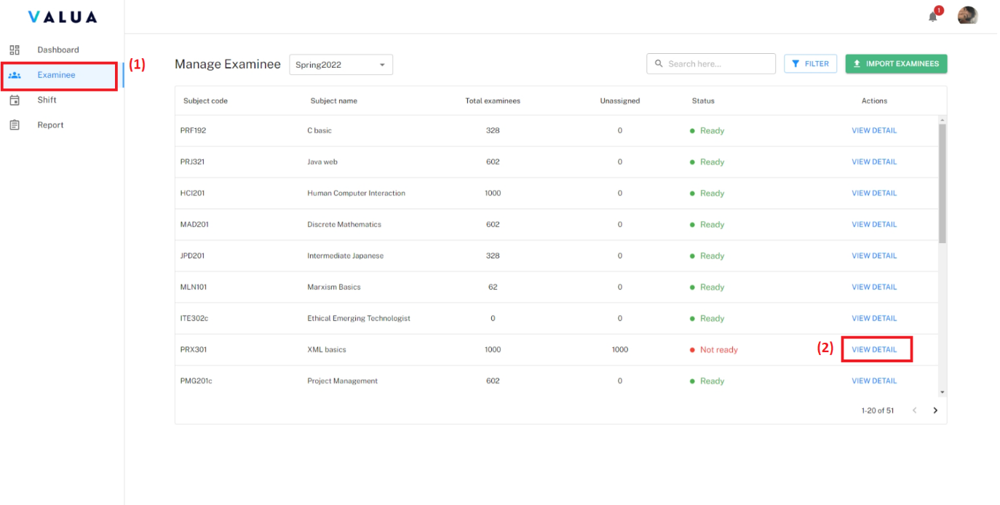 VALUA
1
Dashboard
Examinee
(1)
Shift
Report
Manage Examinee
Spring2022
Search here...
FILTER
IMPORT EXAMINEES
Subject code Subject name Total examinees Unassigned Status Actions
PRF192 C basic 328 0 Ready VIEW DETAIL
PRJ321 Java web 602 0 Ready VIEW DETAIL
HCI201 Human Computer Interaction 1000 0 Ready VIEW DETAIL
MAD201 Discrete Mathematics 602 0 Ready VIEW DETAIL
JPD201 Intermediate Japanese 328 0 Ready VIEW DETAIL
MLN101 Marxism Basics 62 0 Ready VIEW DETAIL
ITE302c Ethical Emerging Technologist 0 0 Ready VIEW DETAIL
PRX301 XML basics 1000 1000 Not ready (2) VIEW DETAIL
PMG201c Project Management 602 0 Ready VIEW DETAIL
1-20 of 51